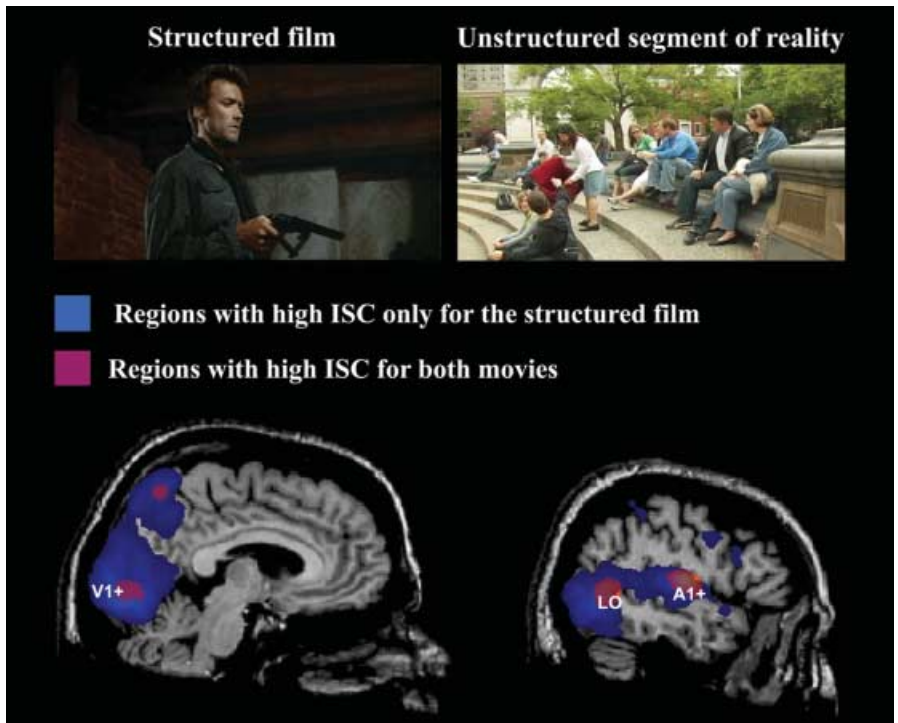 Structured film
Unstructured segment of reality
Regions with high ISC only for the structured film
Regions with high ISC for both movies
V1+
LO
A1+